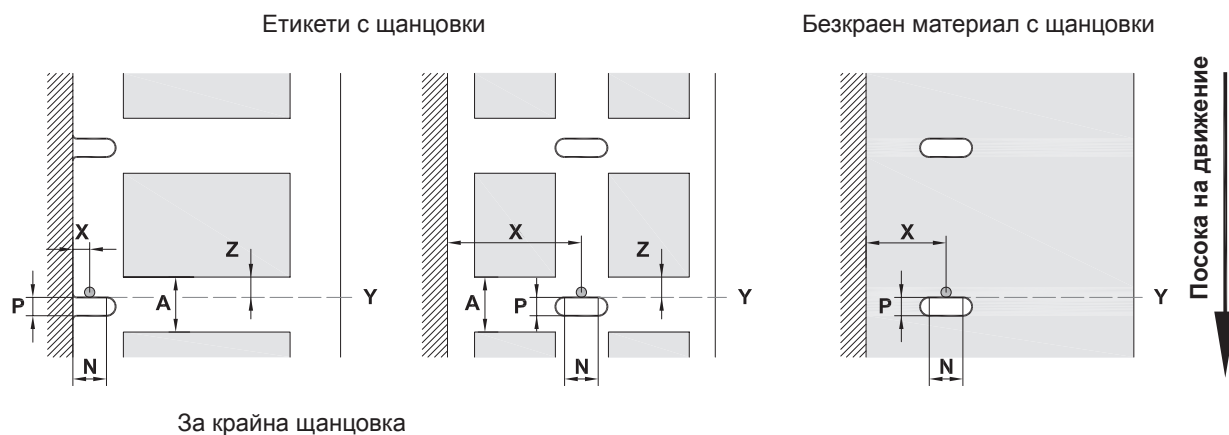 Етикети с щанцовки
Безкраен материал с щанцовки
X
Z
P
A
Y
N
X
Z
A
P
Y
N
X
P
Y
N
Посока на движение
За крайна щанцовка